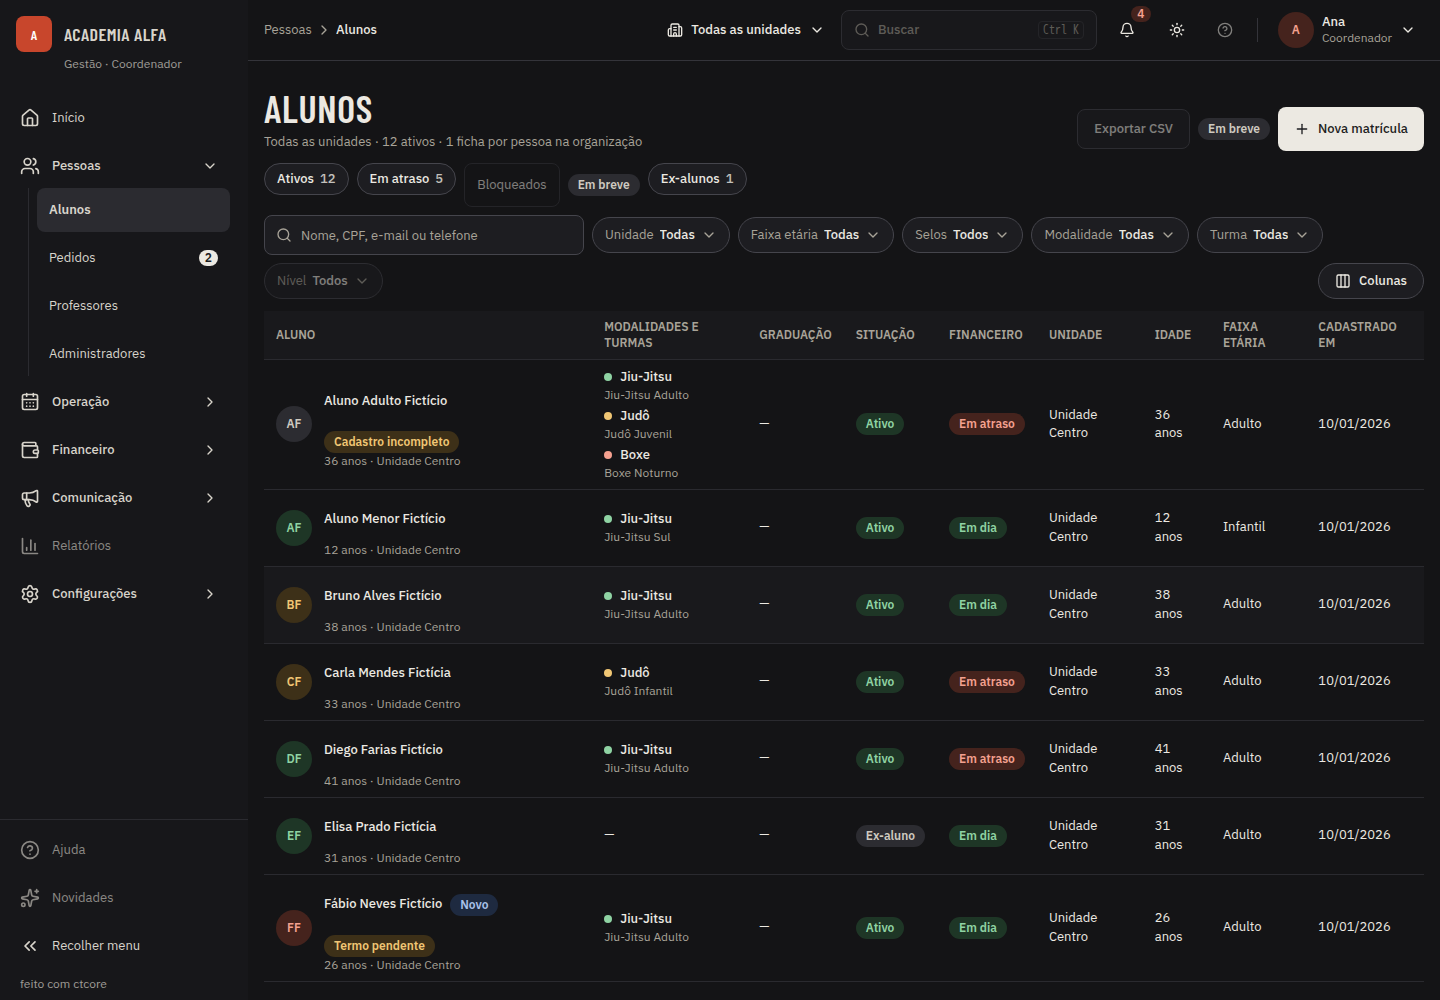 A
ACADEMIA ALFA
Gestão · Coordenador
Início
Pessoas
Alunos
Pedidos 2
Professores
Administradores
Operação
Financeiro
Comunicação
Relatórios
Configurações
Ajuda
Novidades
Recolher menu
feito com ctcore
Pessoas > Alunos
Todas as unidades
Buscar Ctrl K
4
A
Ana
Coordenador
ALUNOS
Todas as unidades · 12 ativos · 1 ficha por pessoa na organização
Exportar CSV Em breve + Nova matrícula
Ativos 12 Em atraso 5 Bloqueados Em breve Ex-alunos 1
Nome, CPF, e-mail ou telefone Unidade Todas Faixa etária Todas Selos Todos Modalidade Todas Turma Todas
Nível Todos Colunas
ALUNO MODALIDADES E TURMAS GRADUAÇÃO SITUAÇÃO FINANCEIRO UNIDADE IDADE FAIXA ETÁRIA CADASTRADO EM
AF
Aluno Adulto Fictício
Cadastro incompleto
36 anos · Unidade Centro
Jiu-Jitsu
Jiu-Jitsu Adulto
Judô
Judô Juvenil
Boxe
Boxe Noturno
— Ativo Em atraso Unidade Centro 36 anos Adulto 10/01/2026
AF
Aluno Menor Fictício
12 anos · Unidade Centro
Jiu-Jitsu
Jiu-Jitsu Sul
— Ativo Em dia Unidade Centro 12 anos Infantil 10/01/2026
BF
Bruno Alves Fictício
38 anos · Unidade Centro
Jiu-Jitsu
Jiu-Jitsu Adulto
— Ativo Em dia Unidade Centro 38 anos Adulto 10/01/2026
CF
Carla Mendes Fictícia
33 anos · Unidade Centro
Judô
Judô Infantil
— Ativo Em atraso Unidade Centro 33 anos Adulto 10/01/2026
DF
Diego Farias Fictício
41 anos · Unidade Centro
Jiu-Jitsu
Jiu-Jitsu Adulto
— Ativo Em atraso Unidade Centro 41 anos Adulto 10/01/2026
EF
Elisa Prado Fictícia
31 anos · Unidade Centro
—
— Ex-aluno Em dia Unidade Centro 31 anos Adulto 10/01/2026
FF
Fábio Neves Fictício Novo
Termo pendente
26 anos · Unidade Centro
Jiu-Jitsu
Jiu-Jitsu Adulto
— Ativo Em dia Unidade Centro 26 anos Adulto 10/01/2026